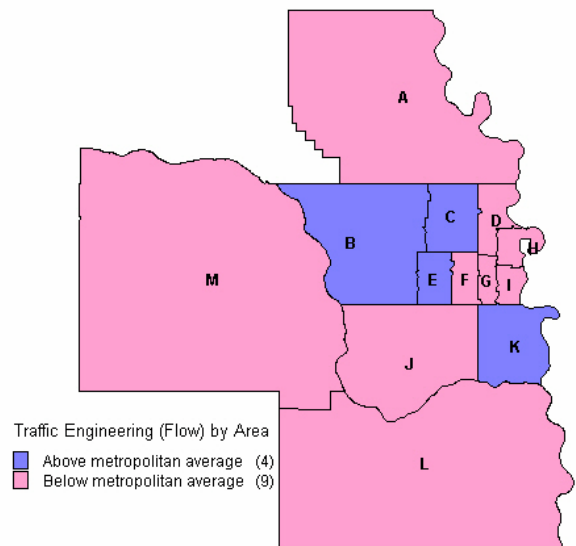 A
B
C
D
H
E
F
G
I
M
K
J
L
Traffic Engineering (Flow) by Area
Above metropolitan average (4)
Below metropolitan average (9)